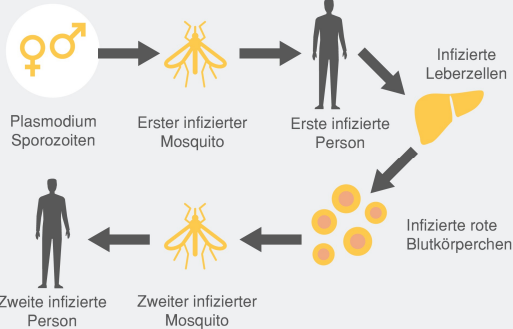 Plasmodium
Sporozoiten
Erster infizierter
Mosquito
Erste infizierte
Person
Infizierte
Leberzellen
Infizierte rote
Blutkörperchen
Zweiter infizierter
Mosquito
Zweite infizierte
Person